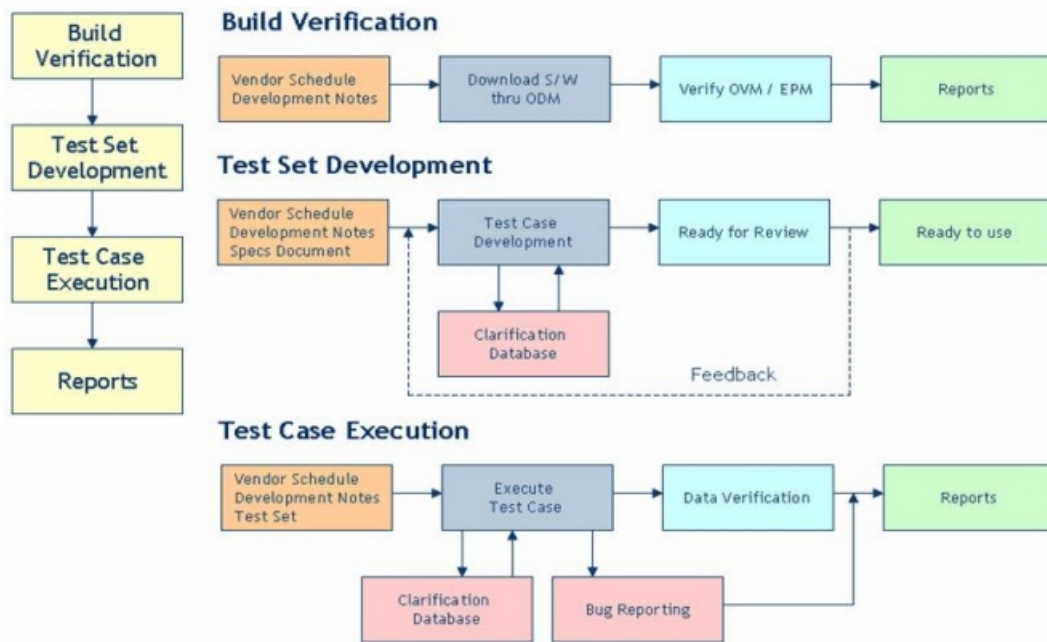 Build
Verification
Test Set
Development
Test Case
Execution
Reports
Build Verification
Vendor Schedule
Development Notes
Download S/W
thru ODM
Verify OVM / EPM
Reports
Test Set Development
Vendor Schedule
Development Notes
Specs Document
Test Case
Development
Ready for Review
Ready to use
Clarification
Database
Feedback
Test Case Execution
Vendor Schedule
Development Notes
Test Set
Execute
Test Case
Data Verification
Reports
Clarification
Database
Bug Reporting